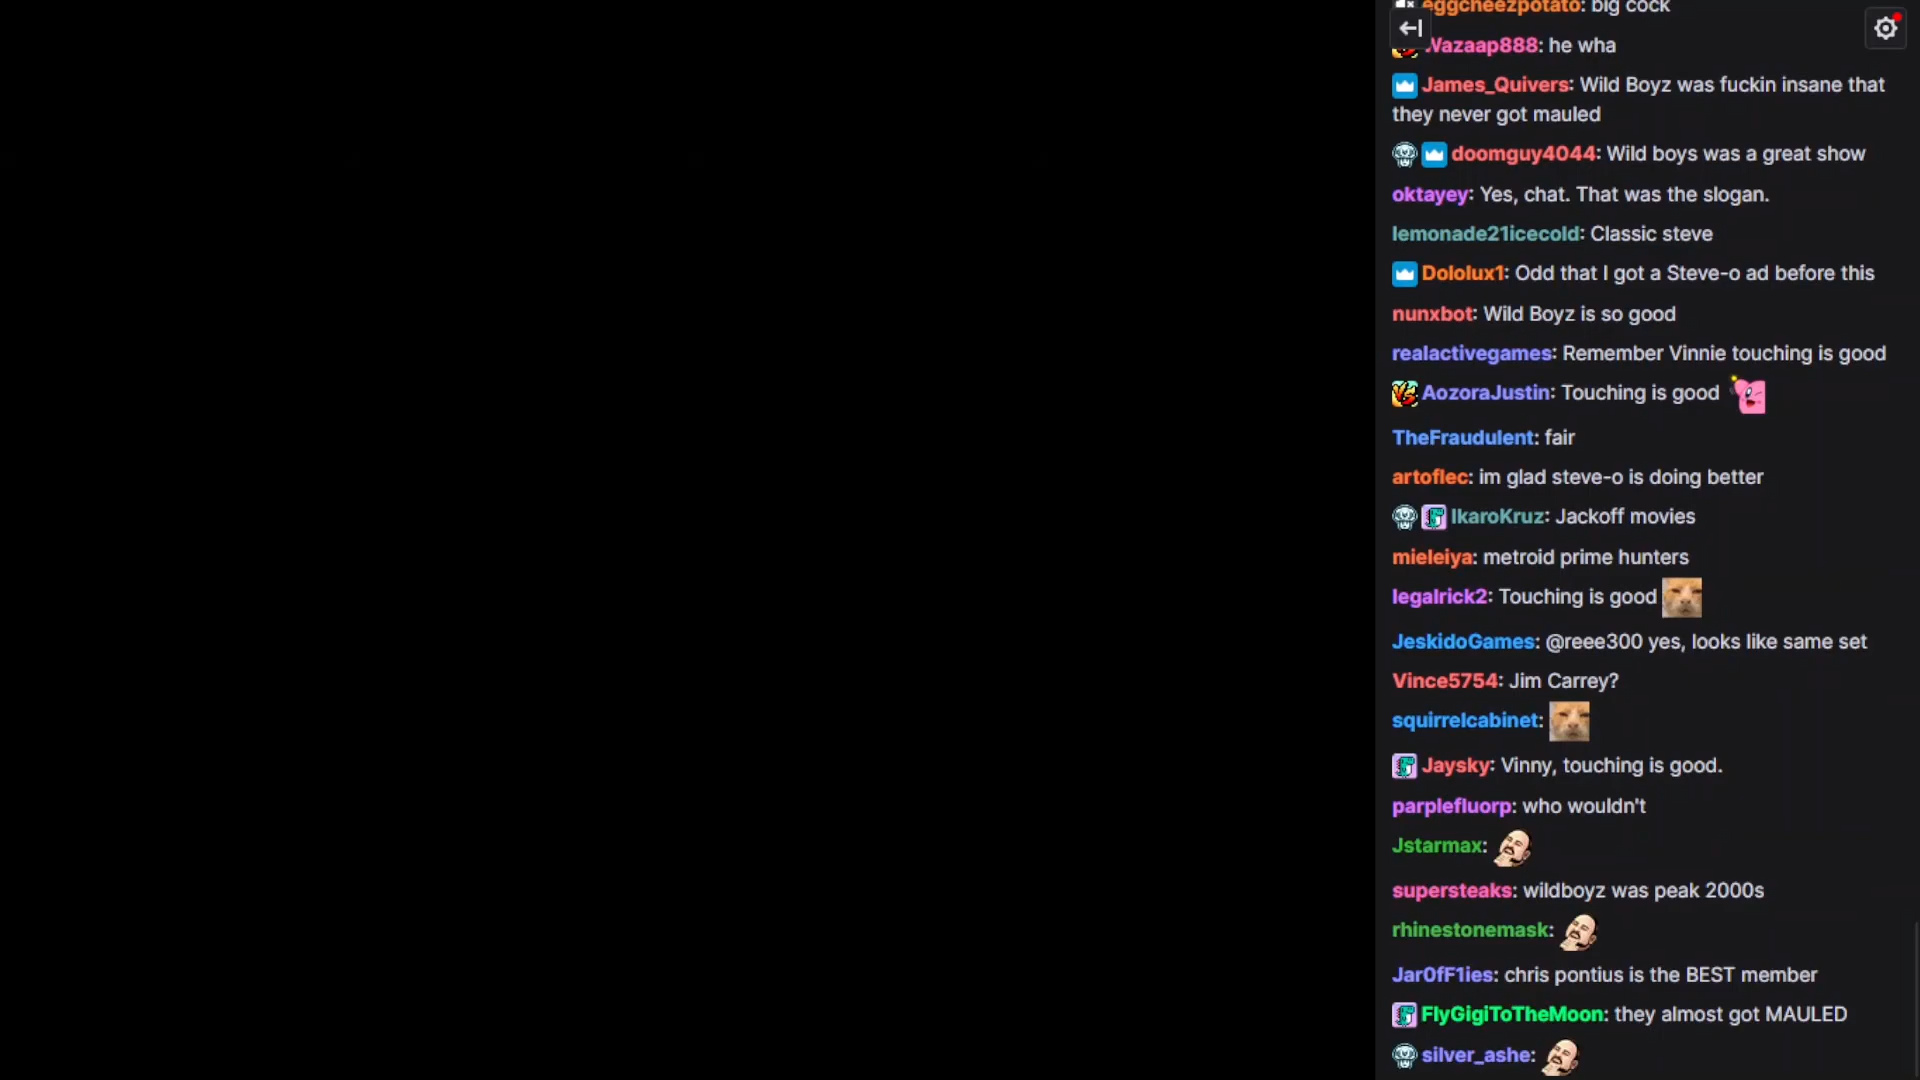 eggcheezpotato: big cock
Wazaap888: he wha
James_Quivers: Wild Boyz was fuckin insane that
they never got mauled
doomguy4044: Wild boys was a great show
oktayey: Yes, chat. That was the slogan.
lemonade21icecold: Classic steve
Dololux1: Odd that I got a Steve-o ad before this
nunxbot: Wild Boyz is so good
realactivegames: Remember Vinnie touching is good
AozoraJustin: Touching is good
TheFraudulent: fair
artoflec: im glad steve-o is doing better
IkaroKruz: Jackoff movies
mieleiya: metroid prime hunters
legalrick2: Touching is good
JeskidoGames: @reee300 yes, looks like same set
Vince5754: Jim Carrey?
squirrelcabinet:
Jaysky: Vinny, touching is good.
parplefluorp: who wouldn't
Jstarmax:
supersteaks: wildboyz was peak 2000s
rhinestonemask:
Jar0fF1ies: chris pontius is the BEST member
FlyGigiToTheMoon: they almost got MAULED
silver_ashe: